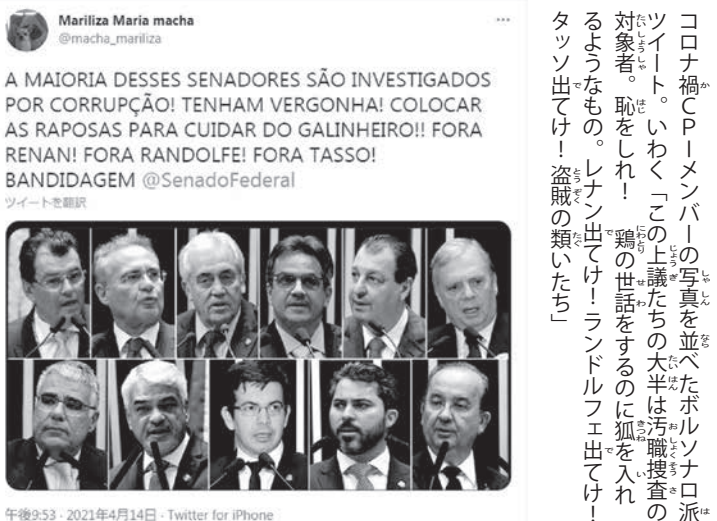 Mariliza Maria macha
@macha_mariliza
A MAIORIA DESSES SENADORES SÃO INVESTIGADOS
POR CORRUPÇÃO! TENHAM VERGONHA! COLOCAR
AS RAPOSAS PARA CUIDAR DO GALINHEIRO!! FORA
RENAN! FORA RANDOLFE! FORA TASSO!
BANDIDAGEM @SenadoFederal
ツイートを翻訳
午後9:53 · 2021年4月14日 · Twitter for iPhone
コロナ禍CPIメンバーの写真を並べたボルソナロ派
ツイート。いわく「この上議たちの大半は汚職捜査の
対象者。恥をしれ! 鶏の世話をするのに狐を入れ
るようなもの。レナン出てけ!ランドルフェ出てけ!
タッソ出てけ!盗賊の類いたち」